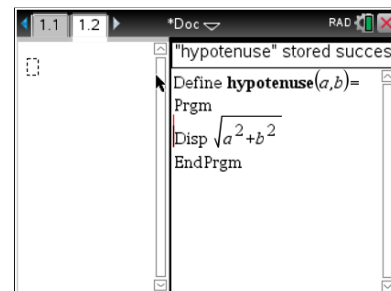 1.1 1.2 *Doc RAD
"hypotenuse" stored succes
Define hypotenuse(a,b)=
Prgm
Disp √a²+b²
EndPrgm